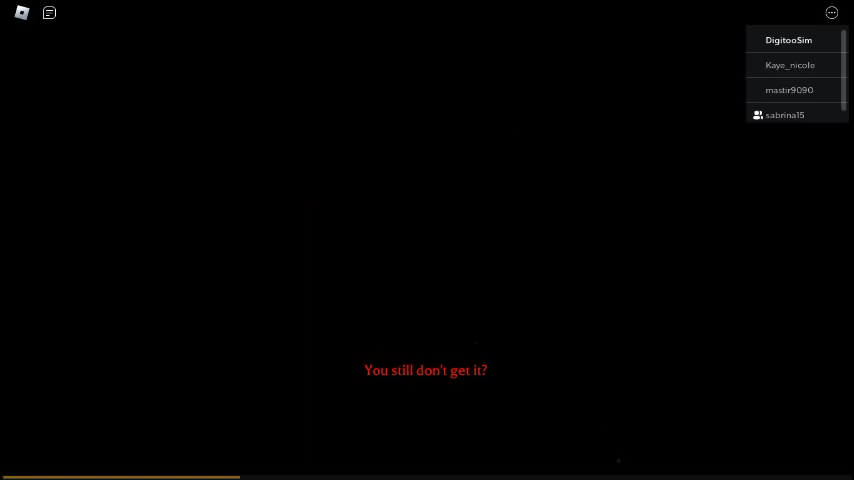 DigitooSim
Kaye_nicole
mastir9090
sabrina15
You still don't get it?